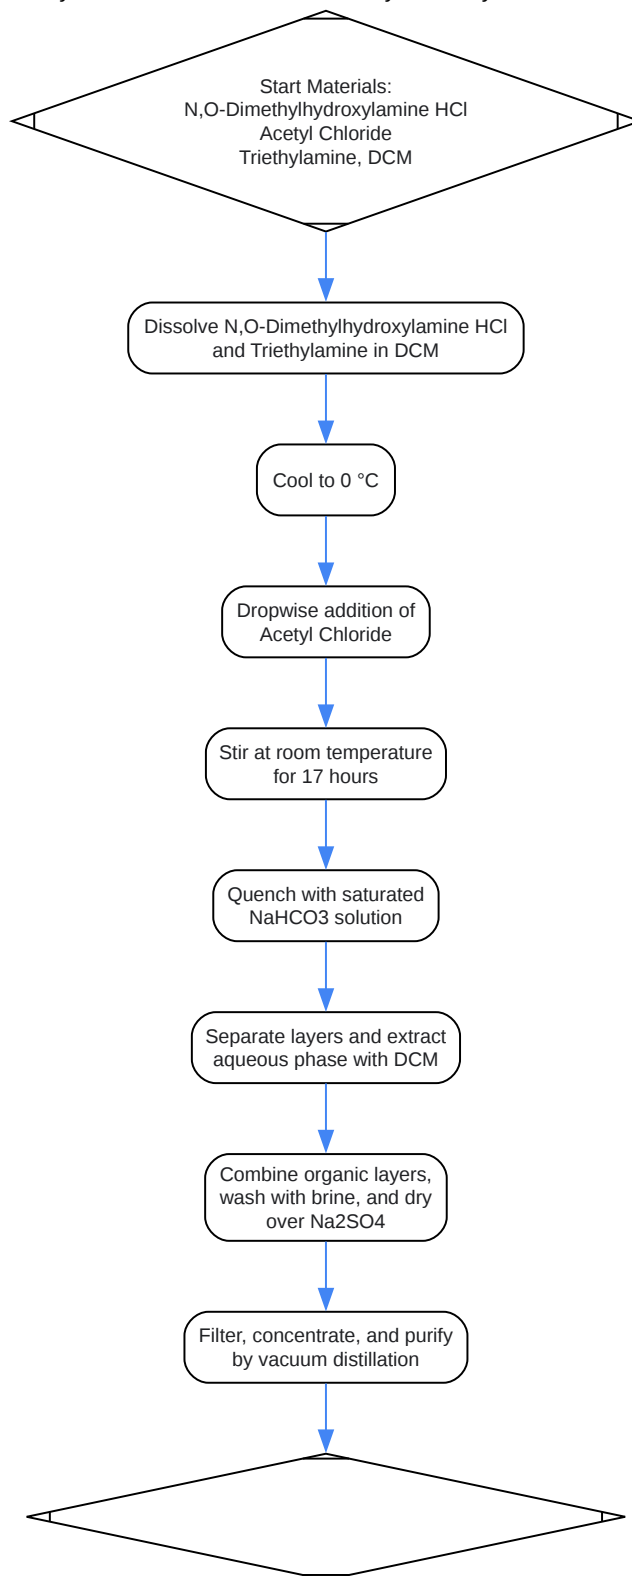 Start Materials:
N,O-Dimethylhydroxylamine HCl
Acetyl Chloride
Triethylamine, DCM
Dissolve N,O-Dimethylhydroxylamine HCl
and Triethylamine in DCM
Cool to 0 °C
Dropwise addition of
Acetyl Chloride
Stir at room temperature
for 17 hours
Quench with saturated
NaHCO3 solution
Separate layers and extract
aqueous phase with DCM
Combine organic layers,
wash with brine, and dry
over Na2SO4
Filter, concentrate, and purify
by vacuum distillation